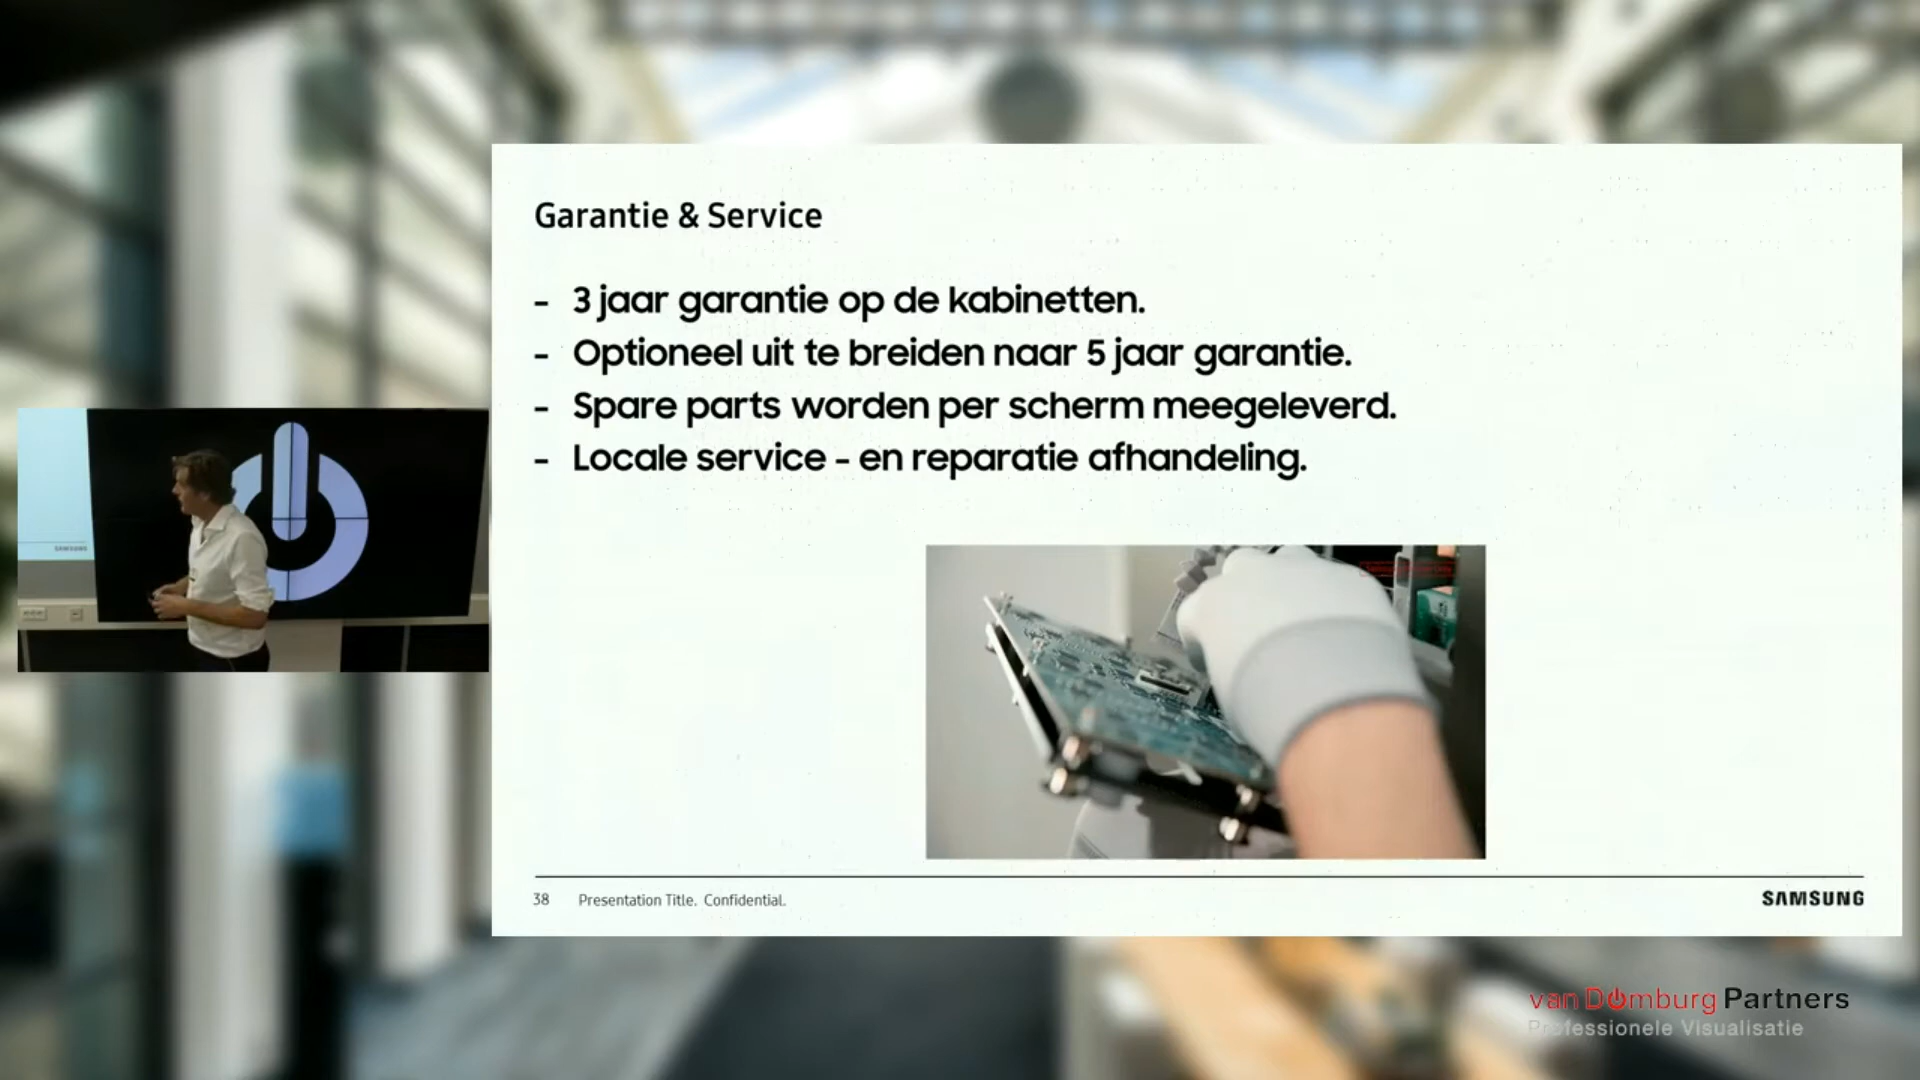 Garantie & Service
- 3 jaar garantie op de kabinetten.
- Optioneel uit te breiden naar 5 jaar garantie.
- Spare parts worden per scherm meegeleverd.
- Locale service - en reparatie afhandeling.
SAMSUNG
38 Presentation Title. Confidential.
SAMSUNG
van Domburg Partners
Professionele Visualisatie